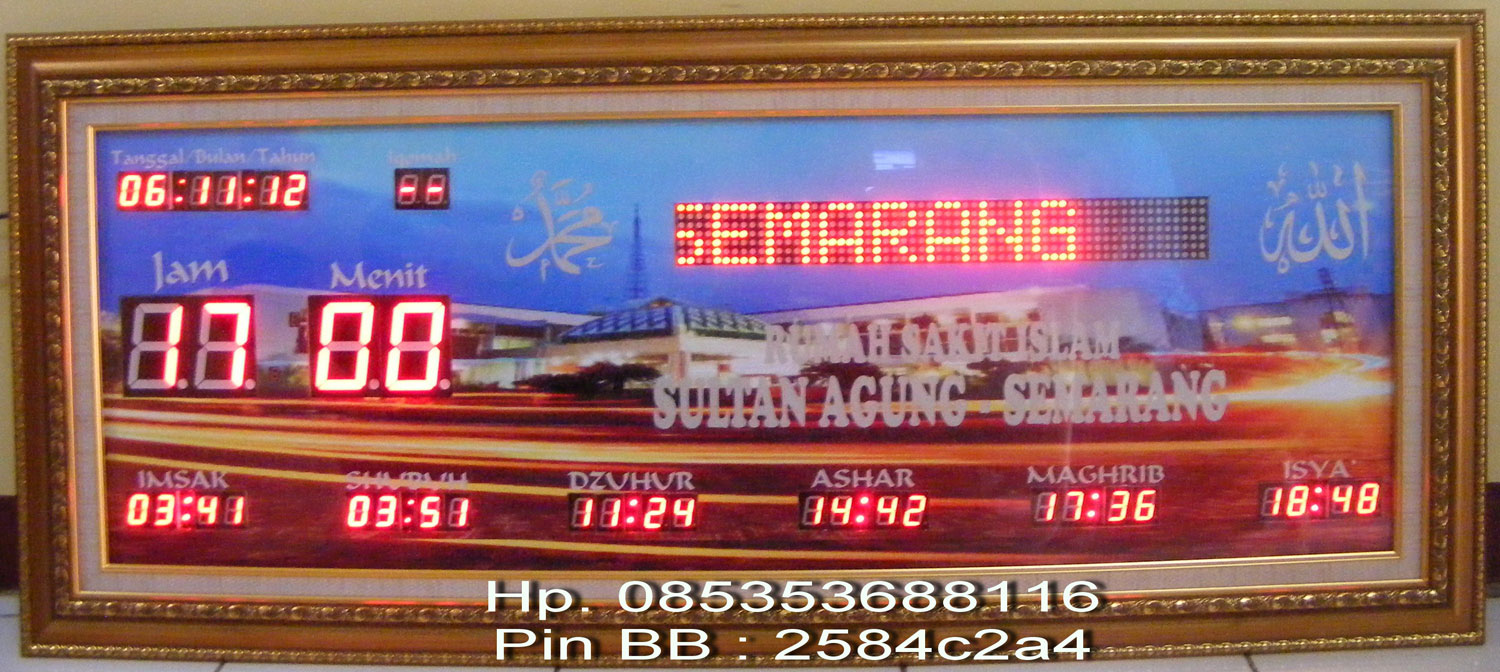 Tanggal/Bulan/Tahun
06:11:12
Iqomah
--
محمد
SEMARANG
الله
Jam
17
Menit
00
RUMAH SAKIT ISLAM
SULTAN AGUNG - SEMARANG
IMSAK
03:41
SHUBUH
03:51
DZUHUR
11:24
ASHAR
14:42
MAGHRIB
17:36
ISYA'
18:48
Hp. 085353688116
Pin BB : 2584c2a4